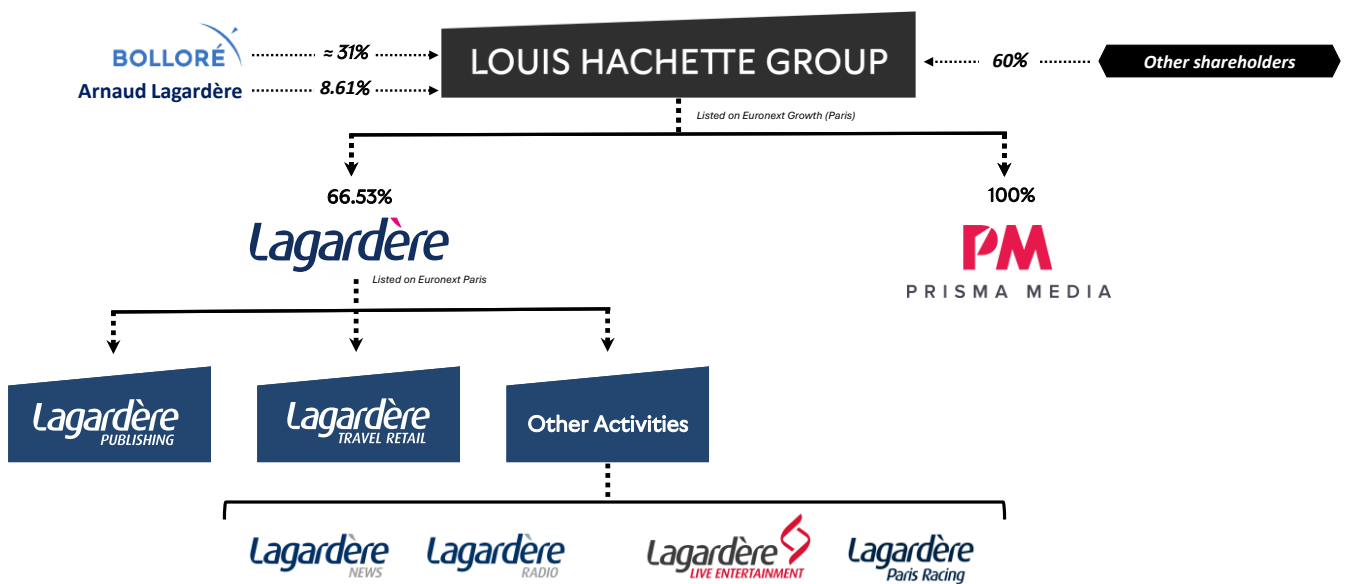 BOLLORÉ
≈ 31%
LOUIS HACHETTE GROUP
60%
Other shareholders
Arnaud Lagardère
8.61%
Listed on Euronext Growth (Paris)
66.53%
100%
Lagardère
PM
PRISMA MEDIA
Listed on Euronext Paris
Lagardère
PUBLISHING
Lagardère
TRAVEL RETAIL
Other Activities
Lagardère
NEWS
Lagardère
RADIO
Lagardère
LIVE ENTERTAINMENT
Lagardère
Paris Racing